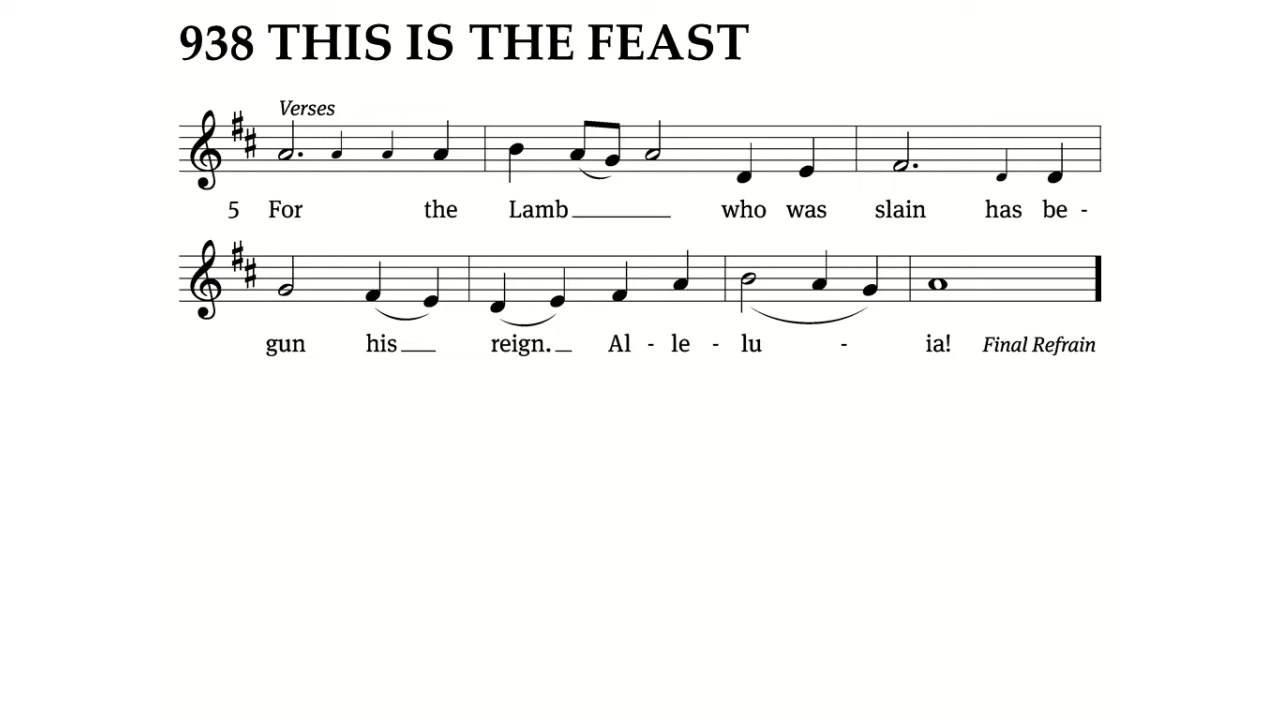 938 THIS IS THE FEAST
Verses
5 For the Lamb who was slain has be -
gun his reign. Al - le - lu - ia! Final Refrain